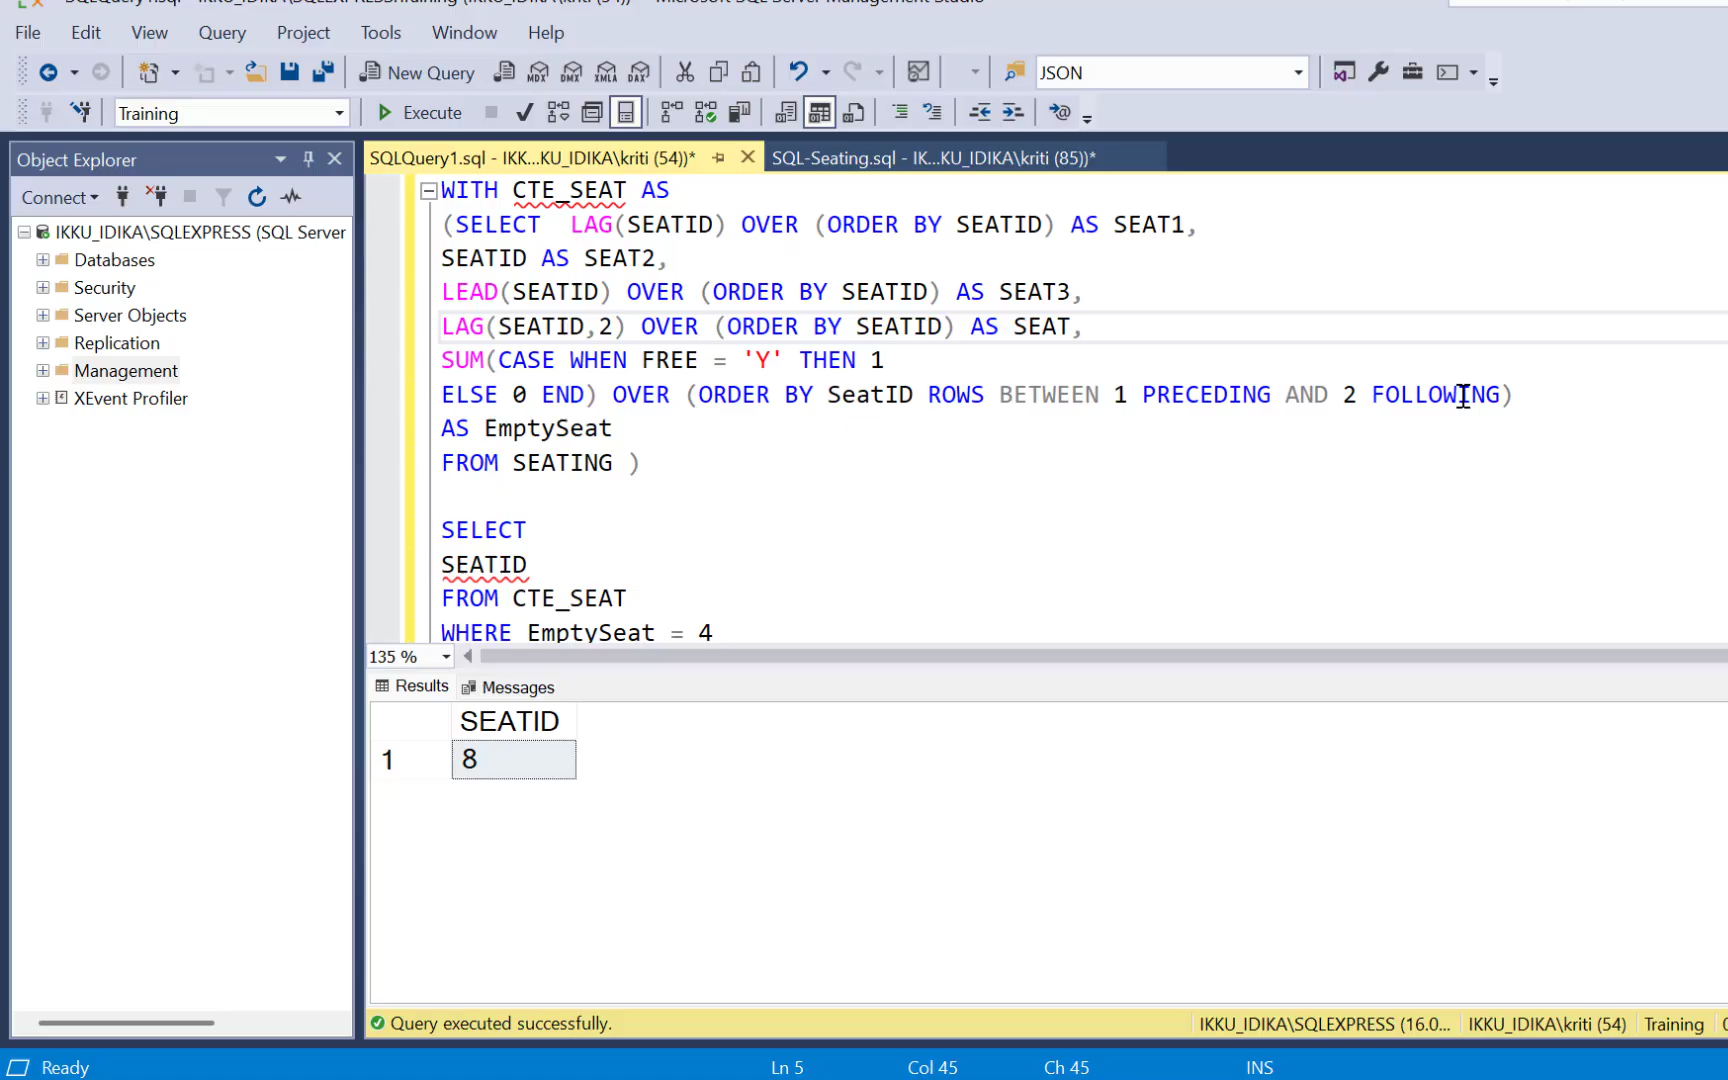 File Edit View Query Project Tools Window Help
New Query MDX DMX XMLA DAX JSON
Training Execute
Object Explorer
Connect
IKKU_IDIKA\SQLEXPRESS (SQL Server
Databases
Security
Server Objects
Replication
Management
XEvent Profiler
SQLQuery1.sql - IKK...KU_IDIKA\kriti (54))* SQL-Seating.sql - IK...KU_IDIKA\kriti (85))*
WITH CTE_SEAT AS
(SELECT LAG(SEATID) OVER (ORDER BY SEATID) AS SEAT1,
SEATID AS SEAT2,
LEAD(SEATID) OVER (ORDER BY SEATID) AS SEAT3,
LAG(SEATID,2) OVER (ORDER BY SEATID) AS SEAT,
SUM(CASE WHEN FREE = 'Y' THEN 1
ELSE 0 END) OVER (ORDER BY SeatID ROWS BETWEEN 1 PRECEDING AND 2 FOLLOWING)
AS EmptySeat
FROM SEATING )
SELECT
SEATID
FROM CTE_SEAT
WHERE EmptySeat = 4
135 %
Results Messages
SEATID
1 8
Query executed successfully. IKKU_IDIKA\SQLEXPRESS (16.0... IKKU_IDIKA\kriti (54) Training
Ready Ln 5 Col 45 Ch 45 INS